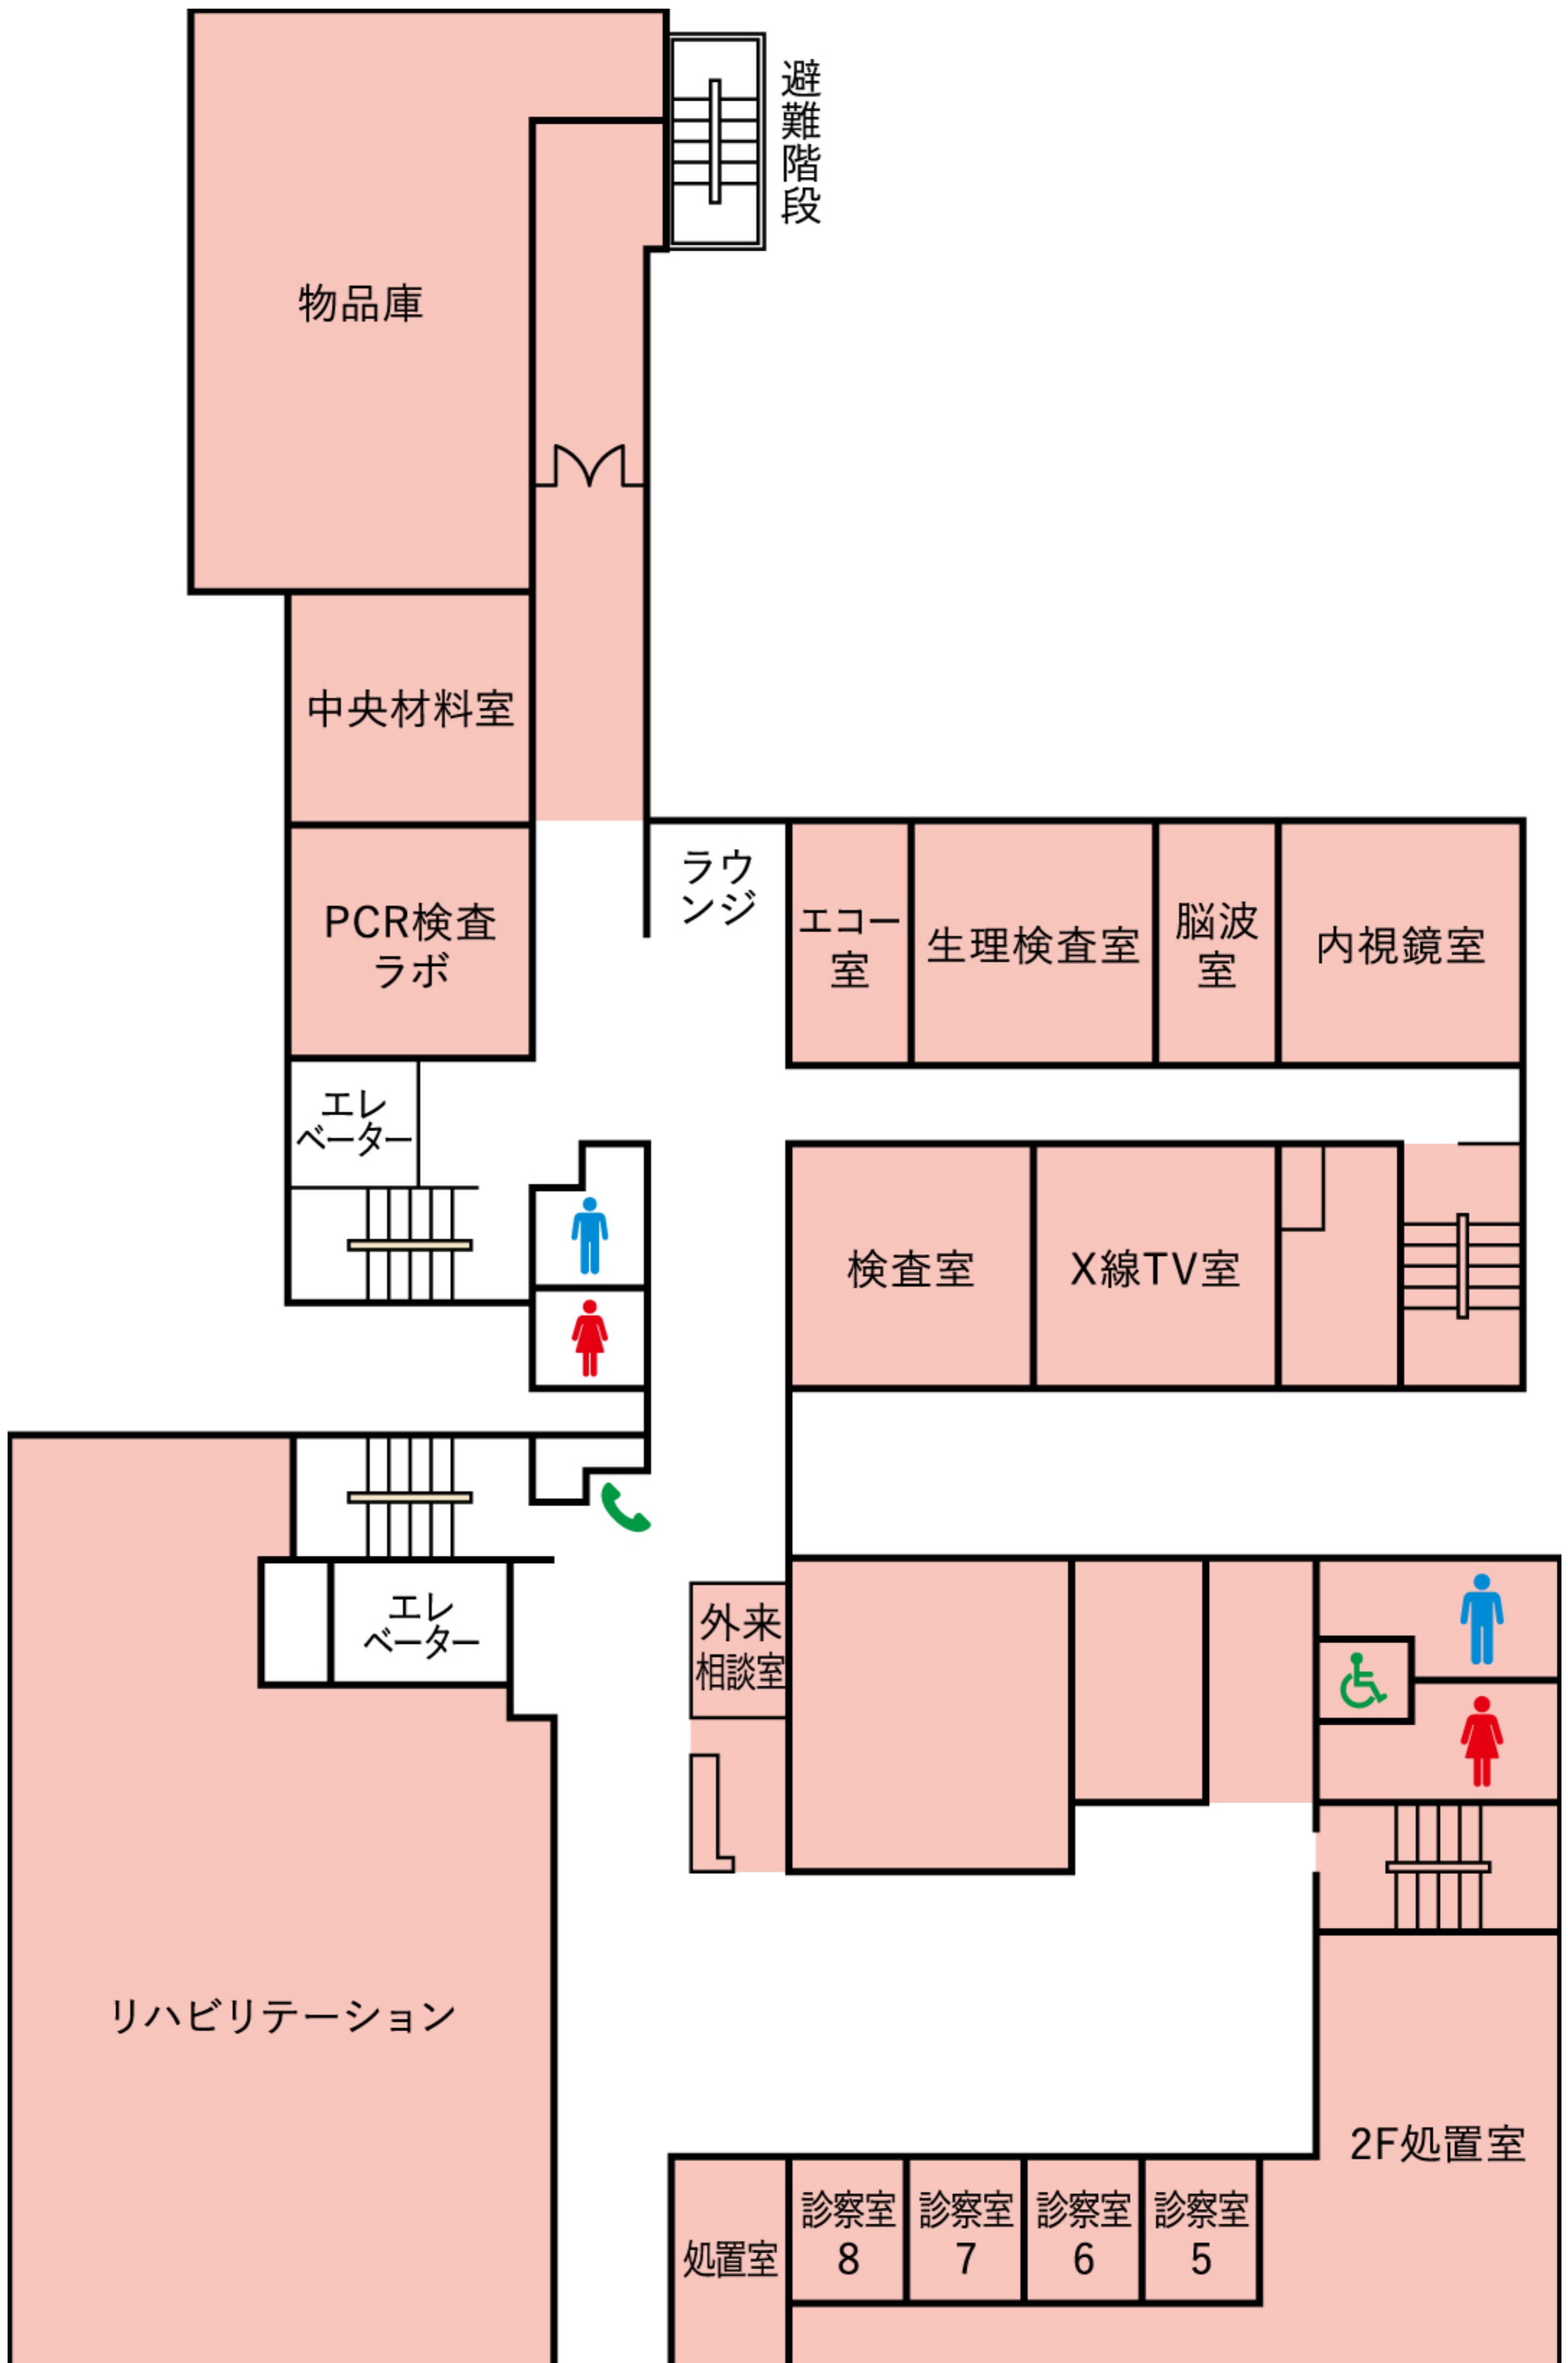 避難階段
物品庫
中央材料室
ラウ
ンジ
PCR検査
ラボ
エコー
室
生理検査室
脳波
室
内視鏡室
エレ
ベーター
検査室
X線TV室
エレ
ベーター
外来
相談室
リハビリテーション
2F処置室
処置室
診察室
8
診察室
7
診察室
6
診察室
5